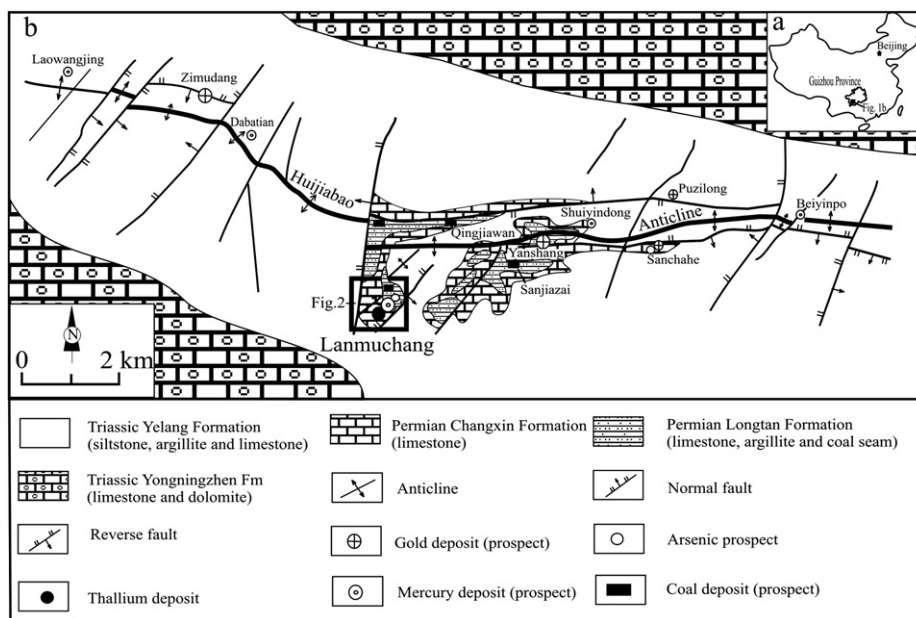 b
a
Laowangjing
Zimudang
Dabatian
Huijiabao
Anticline
Qingjiawan
Shuiyindong
Puzilong
Beiyinpo
Yanshang
Sanchahe
Sanjiazai
Fig.2
Lanmuchang
Beijing
Guizhou Province
Fig. 1b
N
0 2 km
Triassic Yelang Formation
(siltstone, argillite and limestone)
Permian Changxin Formation
(limestone)
Permian Longtan Formation
(limestone, argillite and coal seam)
Triassic Yongningzhen Fm
(limestone and dolomite)
Anticline
Normal fault
Reverse fault
Gold deposit (prospect)
Arsenic prospect
Thallium deposit
Mercury deposit (prospect)
Coal deposit (prospect)